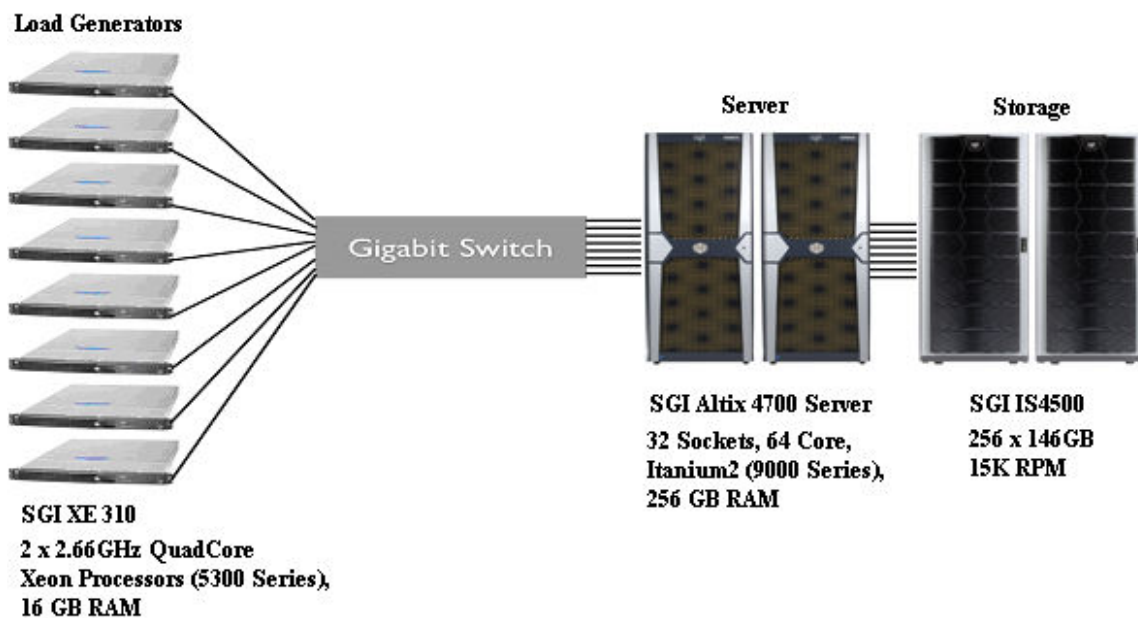 Load Generators
Server
Storage
Gigabit Switch
SGI Altix 4700 Server
32 Sockets, 64 Core,
Itanium2 (9000 Series),
256 GB RAM
SGI IS4500
256 x 146GB
15K RPM
SGI XE 310
2 x 2.66GHz QuadCore
Xeon Processors (5300 Series),
16 GB RAM